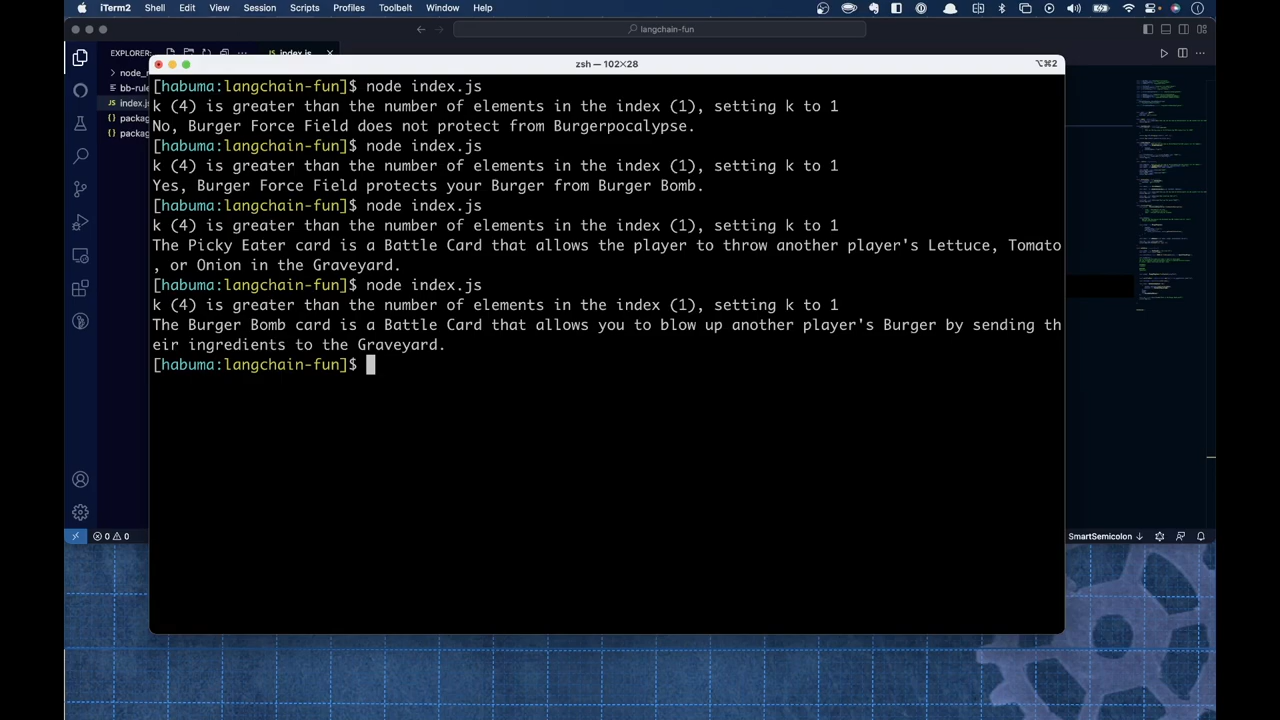 iTerm2 Shell Edit View Session Scripts Profiles Toolbelt Window Help
langchain-fun
EXPLORER: ... index.js
zsh — 102×28
⌥⌘2
node_
bb-rule
index.js
packag
packag
[habuma:langchain-fun]$ node index.js
k (4) is greater than the number of elements in the index (1), setting k to 1
No, Burger Force Field does not protect from Burgerpocalypse.
[habuma:langchain-fun]$ node index.js
k (4) is greater than the number of elements in the index (1), setting k to 1
Yes, Burger Force Field protects your Burger from Burger Bomb.
[habuma:langchain-fun]$ node index.js
k (4) is greater than the number of elements in the index (1), setting k to 1
The Picky Eater card is a Battle Card that allows the player to throw another player's Lettuce, Tomato
, or Onion in the Graveyard.
[habuma:langchain-fun]$ node index.js
k (4) is greater than the number of elements in the index (1), setting k to 1
The Burger Bomb card is a Battle Card that allows you to blow up another player's Burger by sending th
eir ingredients to the Graveyard.
[habuma:langchain-fun]$
0 0
SmartSemicolon ↓